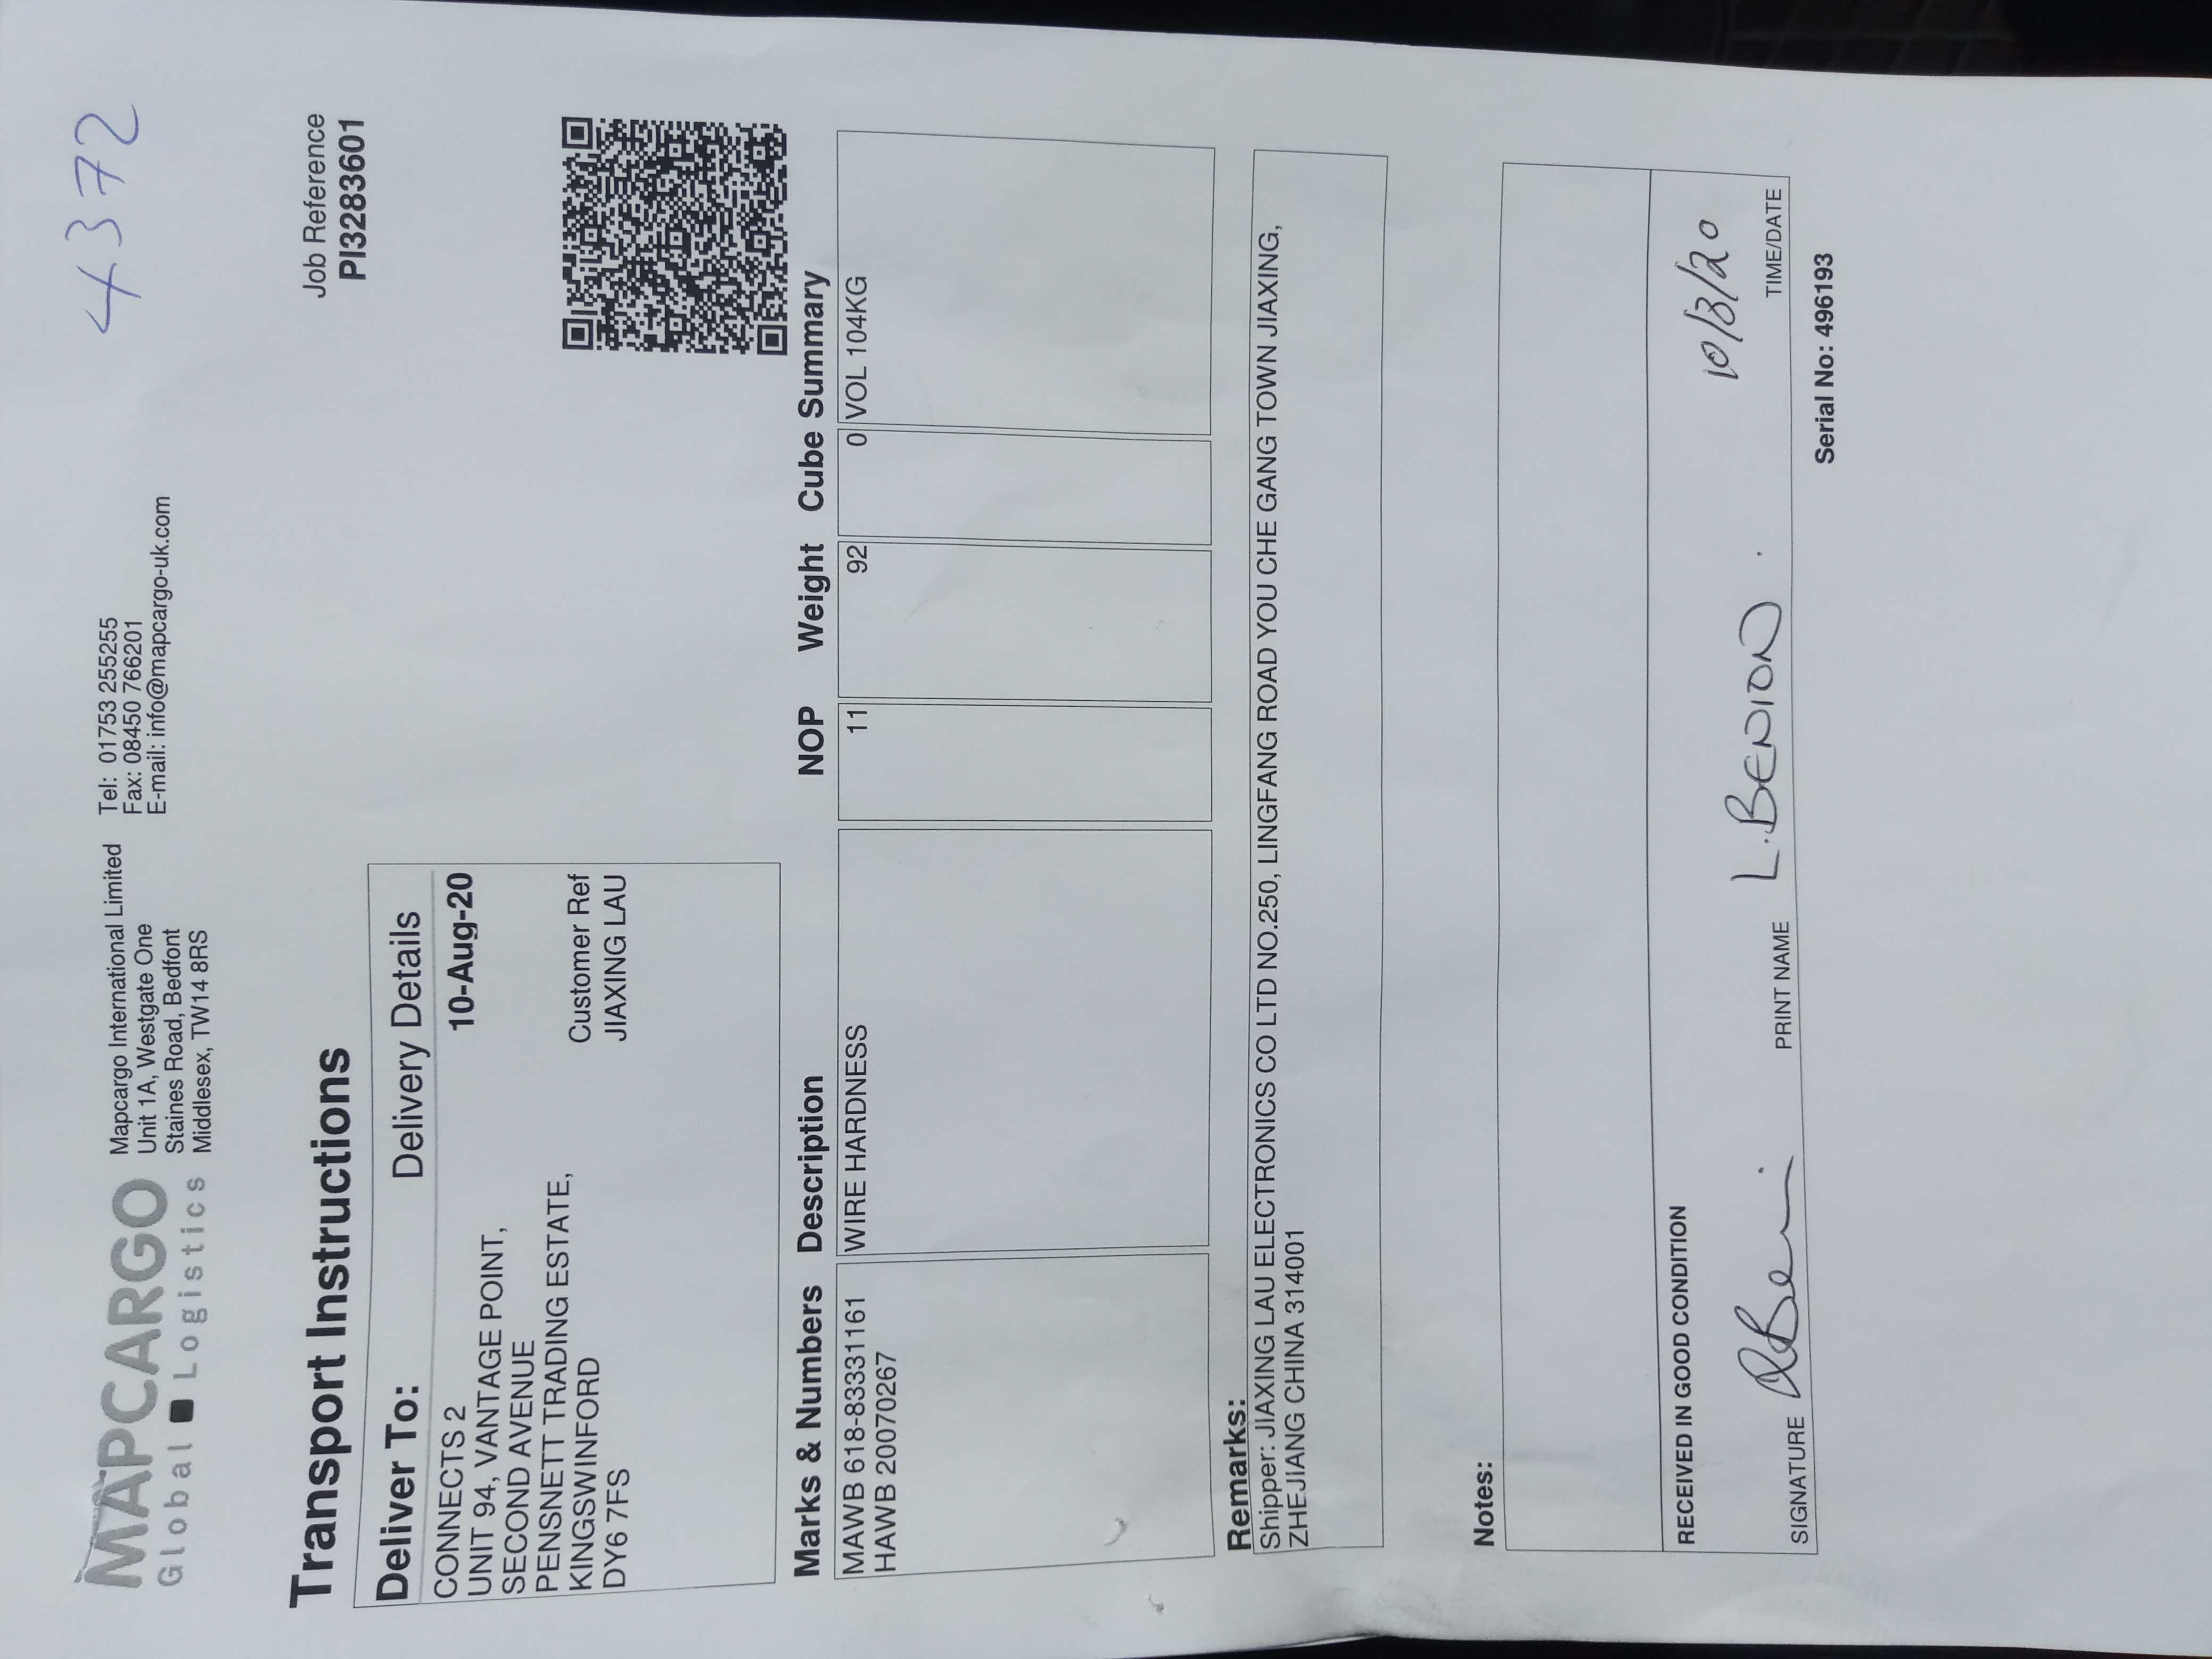 4372
MAPCARGO
Global Logistics
Mapcargo International Limited
Unit 1A, Westgate One
Staines Road, Bedfont
Middlesex, TW14 8RS
Tel: 01753 255255
Fax: 08450 766201
E-mail: info@mapcargo-uk.com
Transport Instructions
Job Reference
PI3283601
Deliver To: Delivery Details
CONNECTS 2 10-Aug-20
UNIT 94, VANTAGE POINT,
SECOND AVENUE
PENSNETT TRADING ESTATE,
KINGSWINFORD
DY6 7FS
Customer Ref
JIAXING LAU
Marks & Numbers Description NOP Weight Cube Summary
MAWB 618-83331161 WIRE HARDNESS 11 92 0 VOL 104KG
HAWB 20070267
Remarks:
Shipper: JIAXING LAU ELECTRONICS CO LTD NO.250, LINGFANG ROAD YOU CHE GANG TOWN JIAXING,
ZHEJIANG CHINA 314001
Notes:
RECEIVED IN GOOD CONDITION
SIGNATURE PRINT NAME L.BENION 10/8/20 TIME/DATE
Serial No: 496193